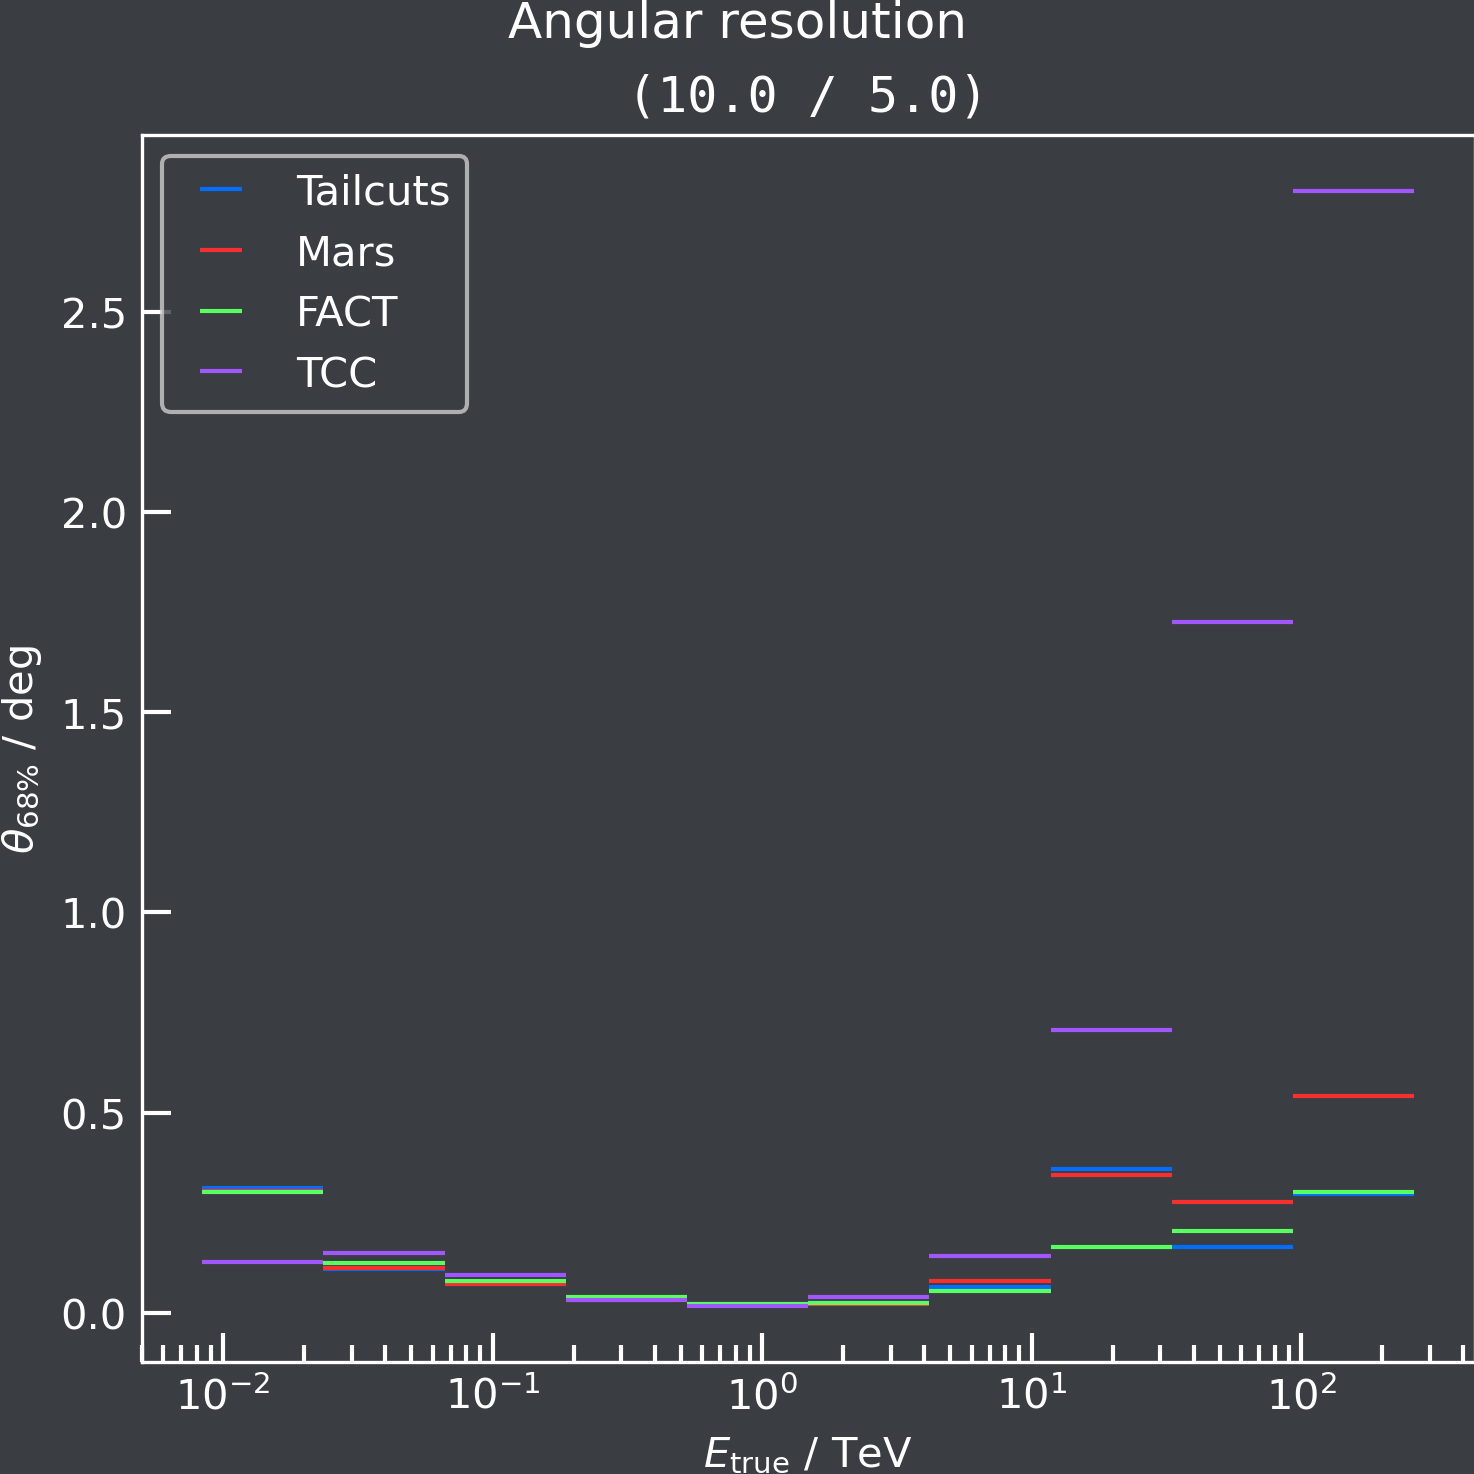 Angular resolution
(10.0 / 5.0)
Tailcuts
Mars
FACT
TCC
2.5
2.0
1.5
1.0
0.5
0.0
θ68% / deg
10⁻² 10⁻¹ 10⁰ 10¹ 10²
Etrue / TeV